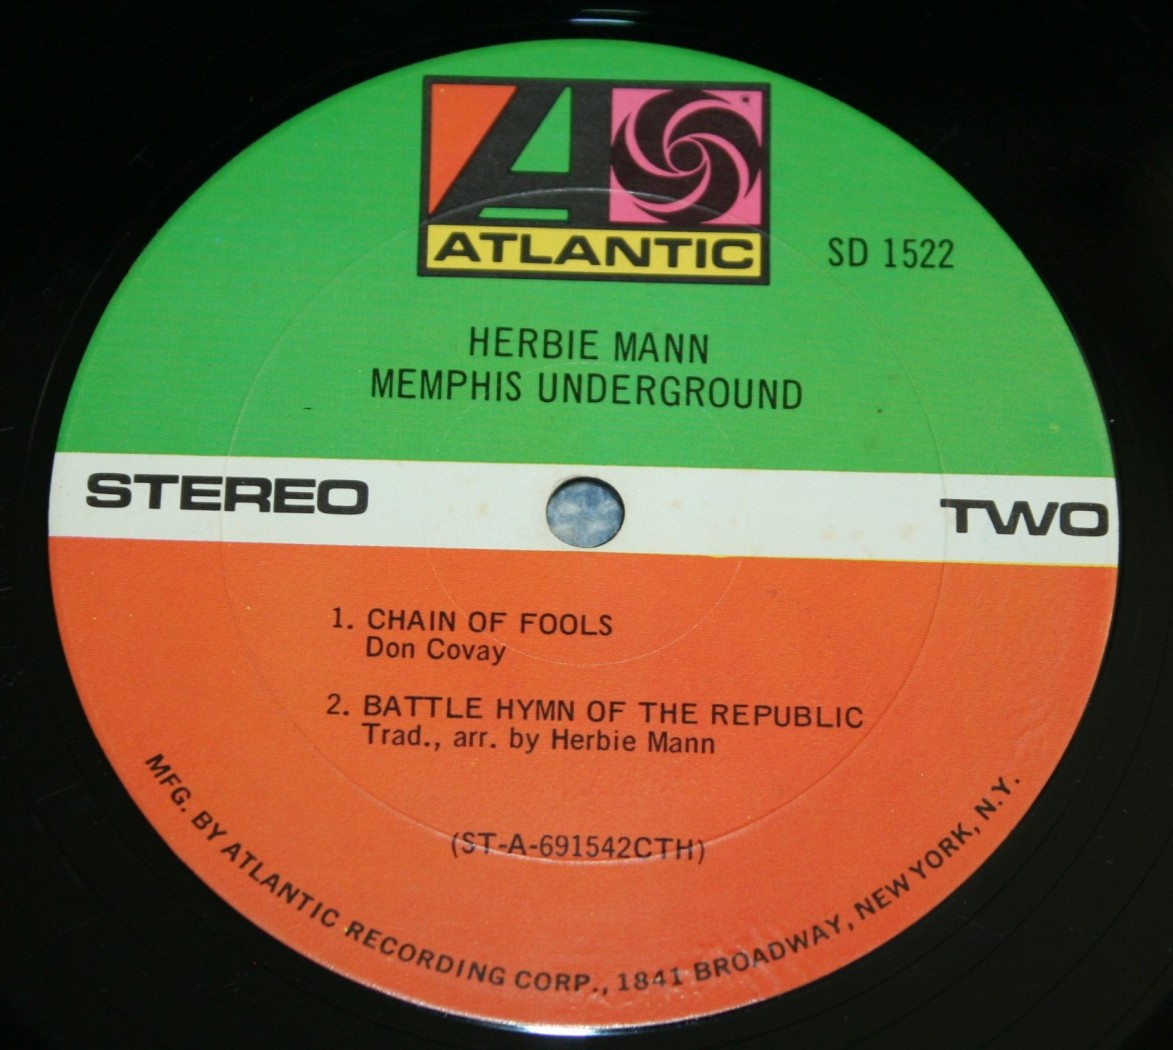 ATLANTIC
SD 1522
HERBIE MANN
MEMPHIS UNDERGROUND
STEREO
TWO
1. CHAIN OF FOOLS
Don Covay
2. BATTLE HYMN OF THE REPUBLIC
Trad., arr. by Herbie Mann
(ST-A-691542CTH)
MFG. BY ATLANTIC RECORDING CORP., 1841 BROADWAY, NEW YORK, N.Y.